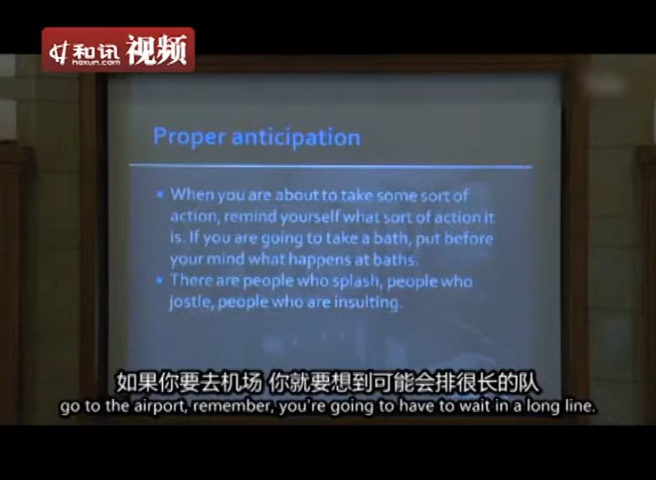 和讯 视频
hexun.com
Proper anticipation
When you are about to take some sort of
action, remind yourself what sort of action it
is. If you are going to take a bath, put before
your mind what happens at baths.
There are people who splash, people who
jostle, people who are insulting.
如果你要去机场 你就要想到可能会排很长的队
go to the airport, remember, you're going to have to wait in a long line.